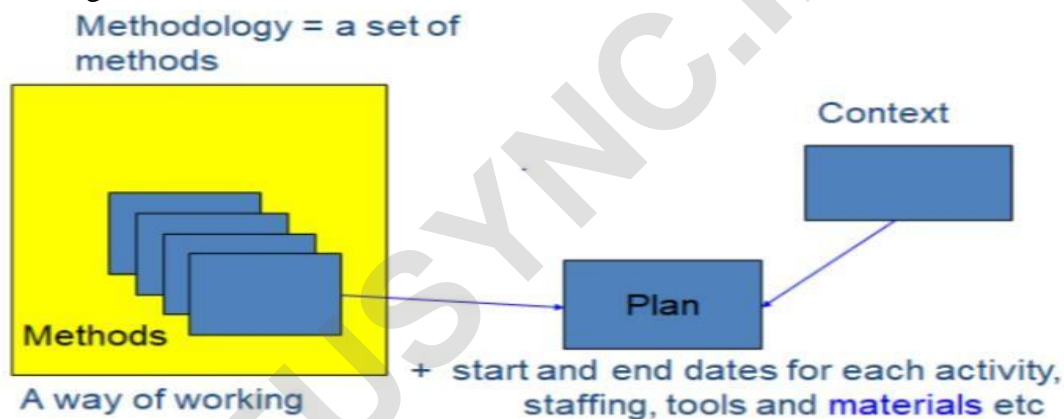 Methodology = a set of
methods
Context
Plan
Methods
A way of working
+ start and end dates for each activity,
staffing, tools and materials etc